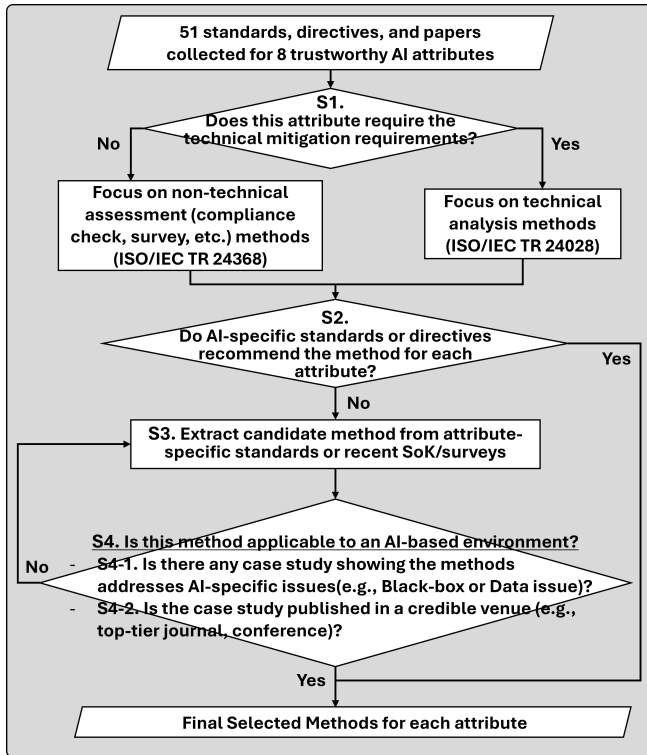 51 standards, directives, and papers
collected for 8 trustworthy AI attributes
S1.
Does this attribute require the
technical mitigation requirements?
No
Yes
Focus on non-technical
assessment (compliance
check, survey, etc.) methods
(ISO/IEC TR 24368)
Focus on technical
analysis methods
(ISO/IEC TR 24028)
S2.
Do AI-specific standards or directives
recommend the method for each
attribute?
Yes
No
S3. Extract candidate method from attribute-
specific standards or recent SoK/surveys
S4. Is this method applicable to an AI-based environment?
No
- S4-1. Is there any case study showing the methods
addresses AI-specific issues(e.g., Black-box or Data issue)?
- S4-2. Is the case study published in a credible venue (e.g.,
top-tier journal, conference)?
Yes
Final Selected Methods for each attribute